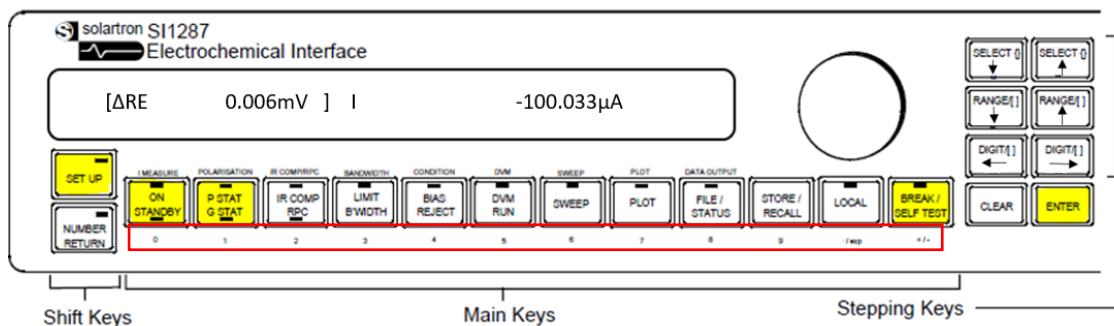 solartron SI1287
Electrochemical Interface
[ΔRE 0.006mV ] I -100.033µA
SELECT {}
SELECT {}
RANGE/[ ]
RANGE/[ ]
DIGIT/[ ]
DIGIT/[ ]
CLEAR
ENTER
SET UP
NUMBER
RETURN
I MEASURE POLARISATION IR COMP/RPC BANDWIDTH CONDITION DVM SWEEP PLOT DATA OUTPUT
ON
STANDBY
P STAT
G STAT
IR COMP
RPC
LIMIT
B'WIDTH
BIAS
REJECT
DVM
RUN
SWEEP
PLOT
FILE /
STATUS
STORE /
RECALL
LOCAL
BREAK /
SELF TEST
0 1 2 3 4 5 6 7 8 9 ·/exp +/-
Shift Keys
Main Keys
Stepping Keys